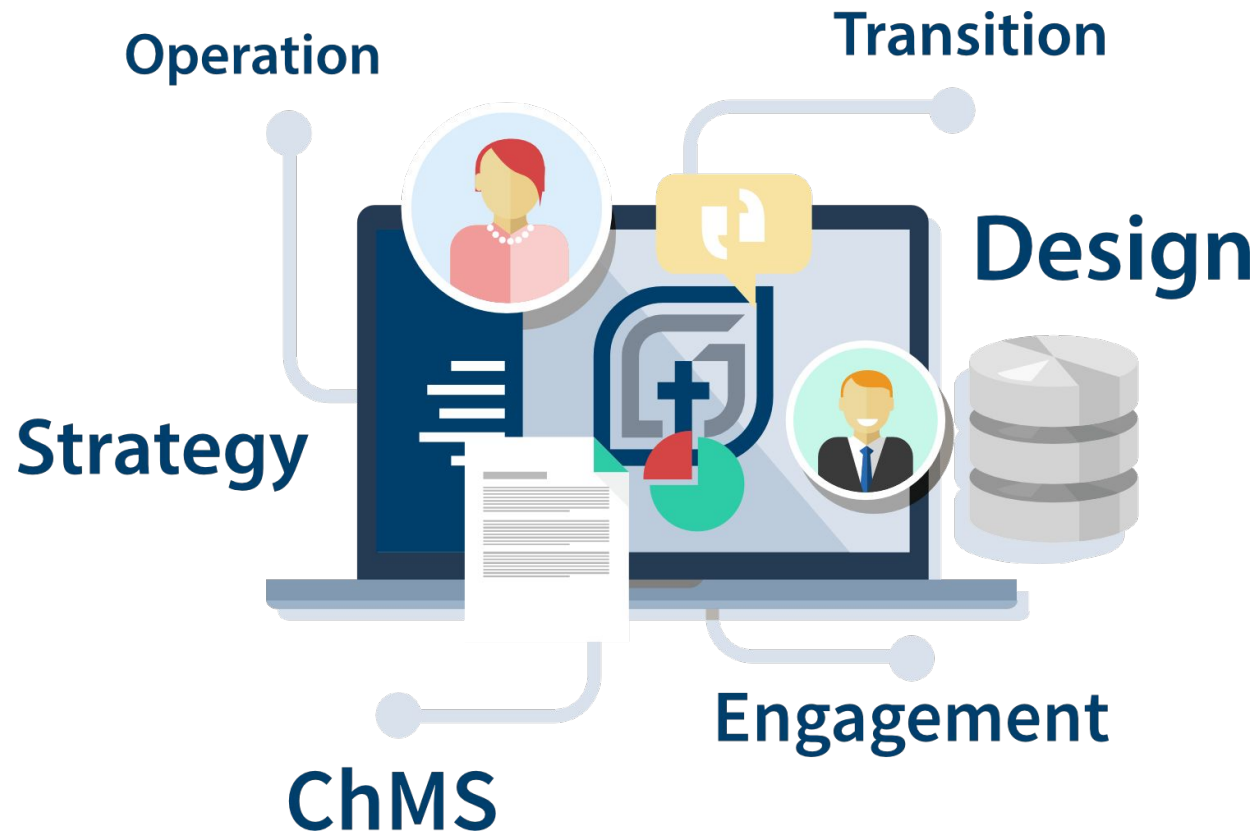 Operation
Transition
Design
Strategy
Engagement
ChMS